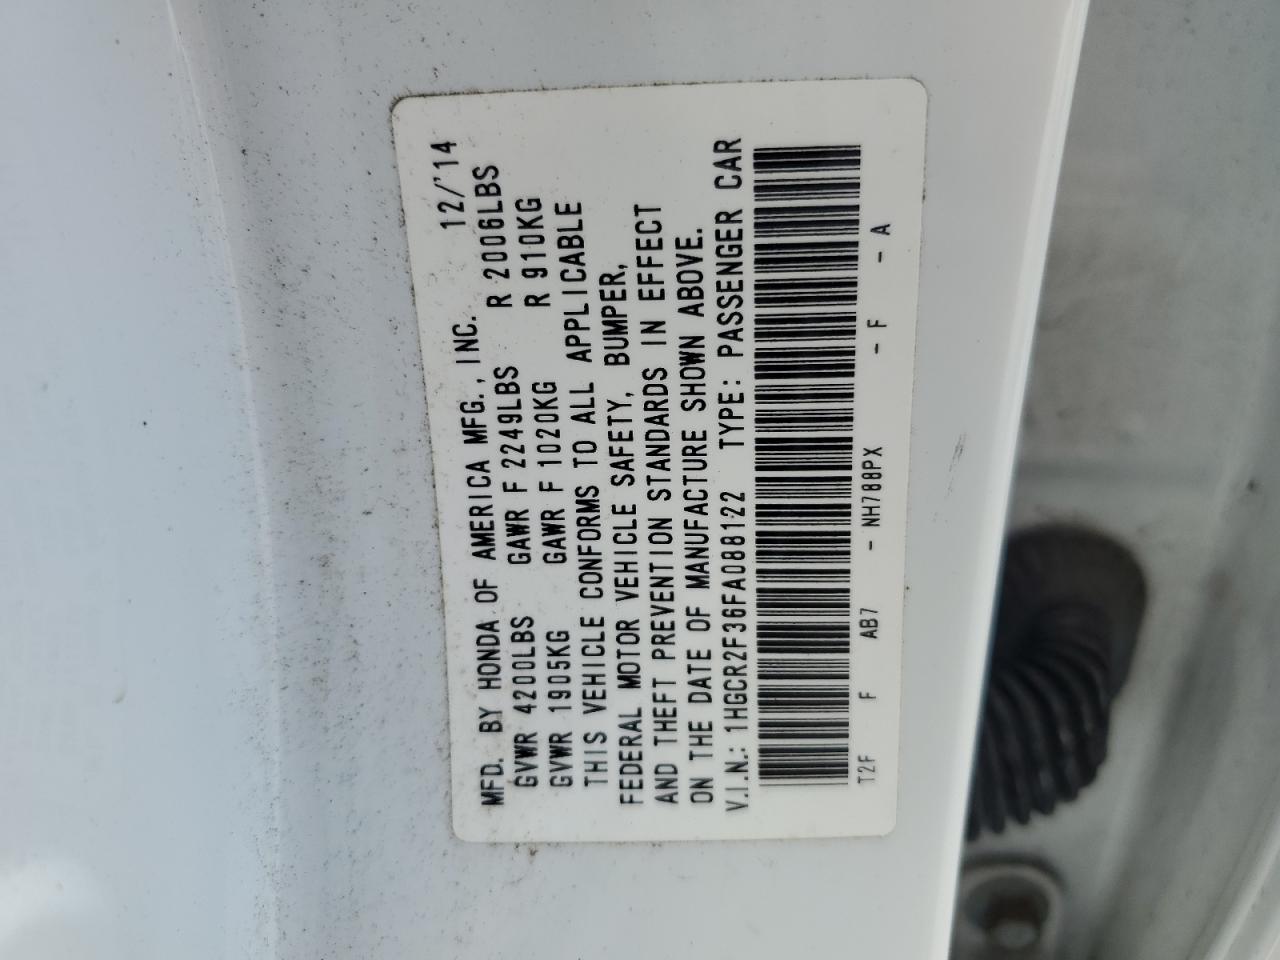 MFD. BY HONDA OF AMERICA MFG., INC. 12/'14
GVWR 4200LBS GAWR F 2249LBS R 2006LBS
GVWR 1905KG GAWR F 1020KG R 910KG
THIS VEHICLE CONFORMS TO ALL APPLICABLE
FEDERAL MOTOR VEHICLE SAFETY, BUMPER,
AND THEFT PREVENTION STANDARDS IN EFFECT
ON THE DATE OF MANUFACTURE SHOWN ABOVE.
V.I.N.: 1HGCR2F36FA088122 TYPE: PASSENGER CAR
T2F F AB7 - NH788PX - F - A